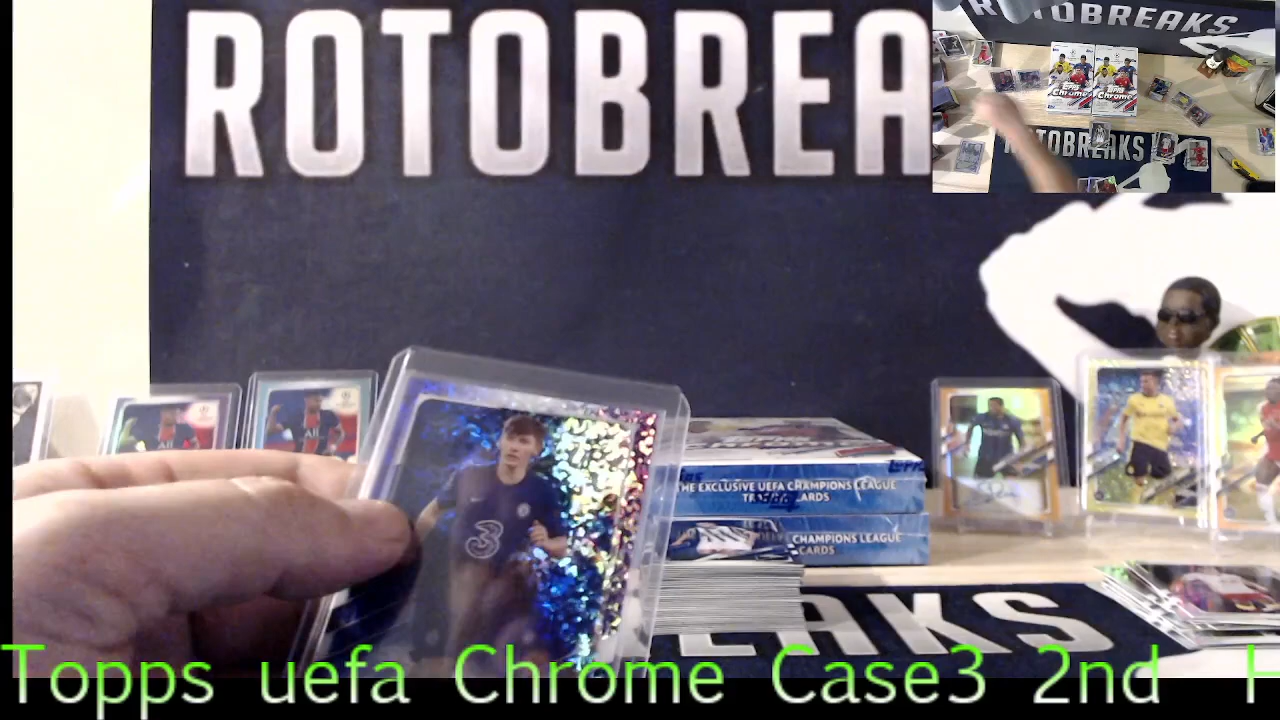 ROTOBREA
ROTOBREAKS
Topps
Chrome
Chrome
ROTOBREAKS
3
THE EXCLUSIVE UEFA CHAMPIONS LEAGUE
CARDS
CHAMPIONS LEAGUE
CARDS
EAKS
Topps uefa Chrome Case3 2nd H